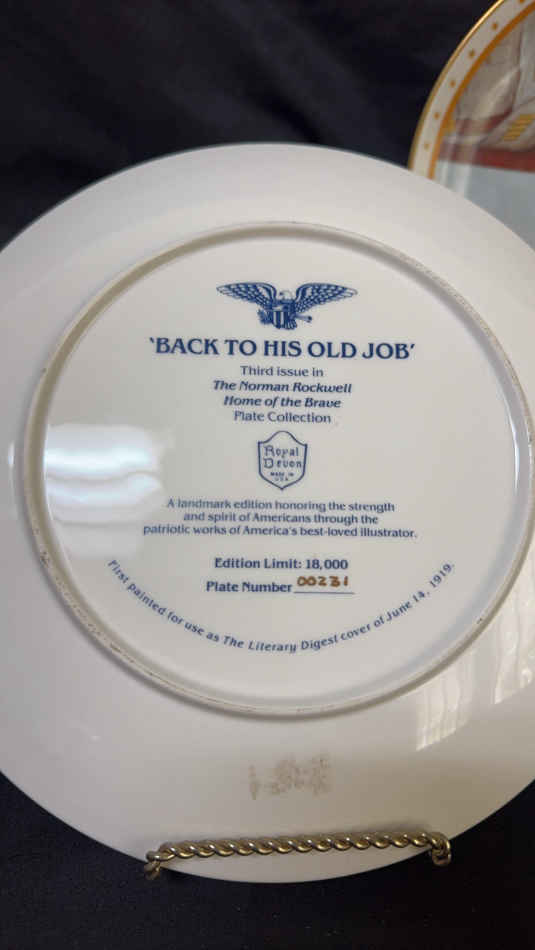 'BACK TO HIS OLD JOB'
Third issue in
The Norman Rockwell
Home of the Brave
Plate Collection
Royal
Devon
MADE IN
U.S.A.
A landmark edition honoring the strength
and spirit of Americans through the
patriotic works of America's best-loved illustrator.
Edition Limit: 18,000
Plate Number 00231
First painted for use as The Literary Digest cover of June 14, 1919.